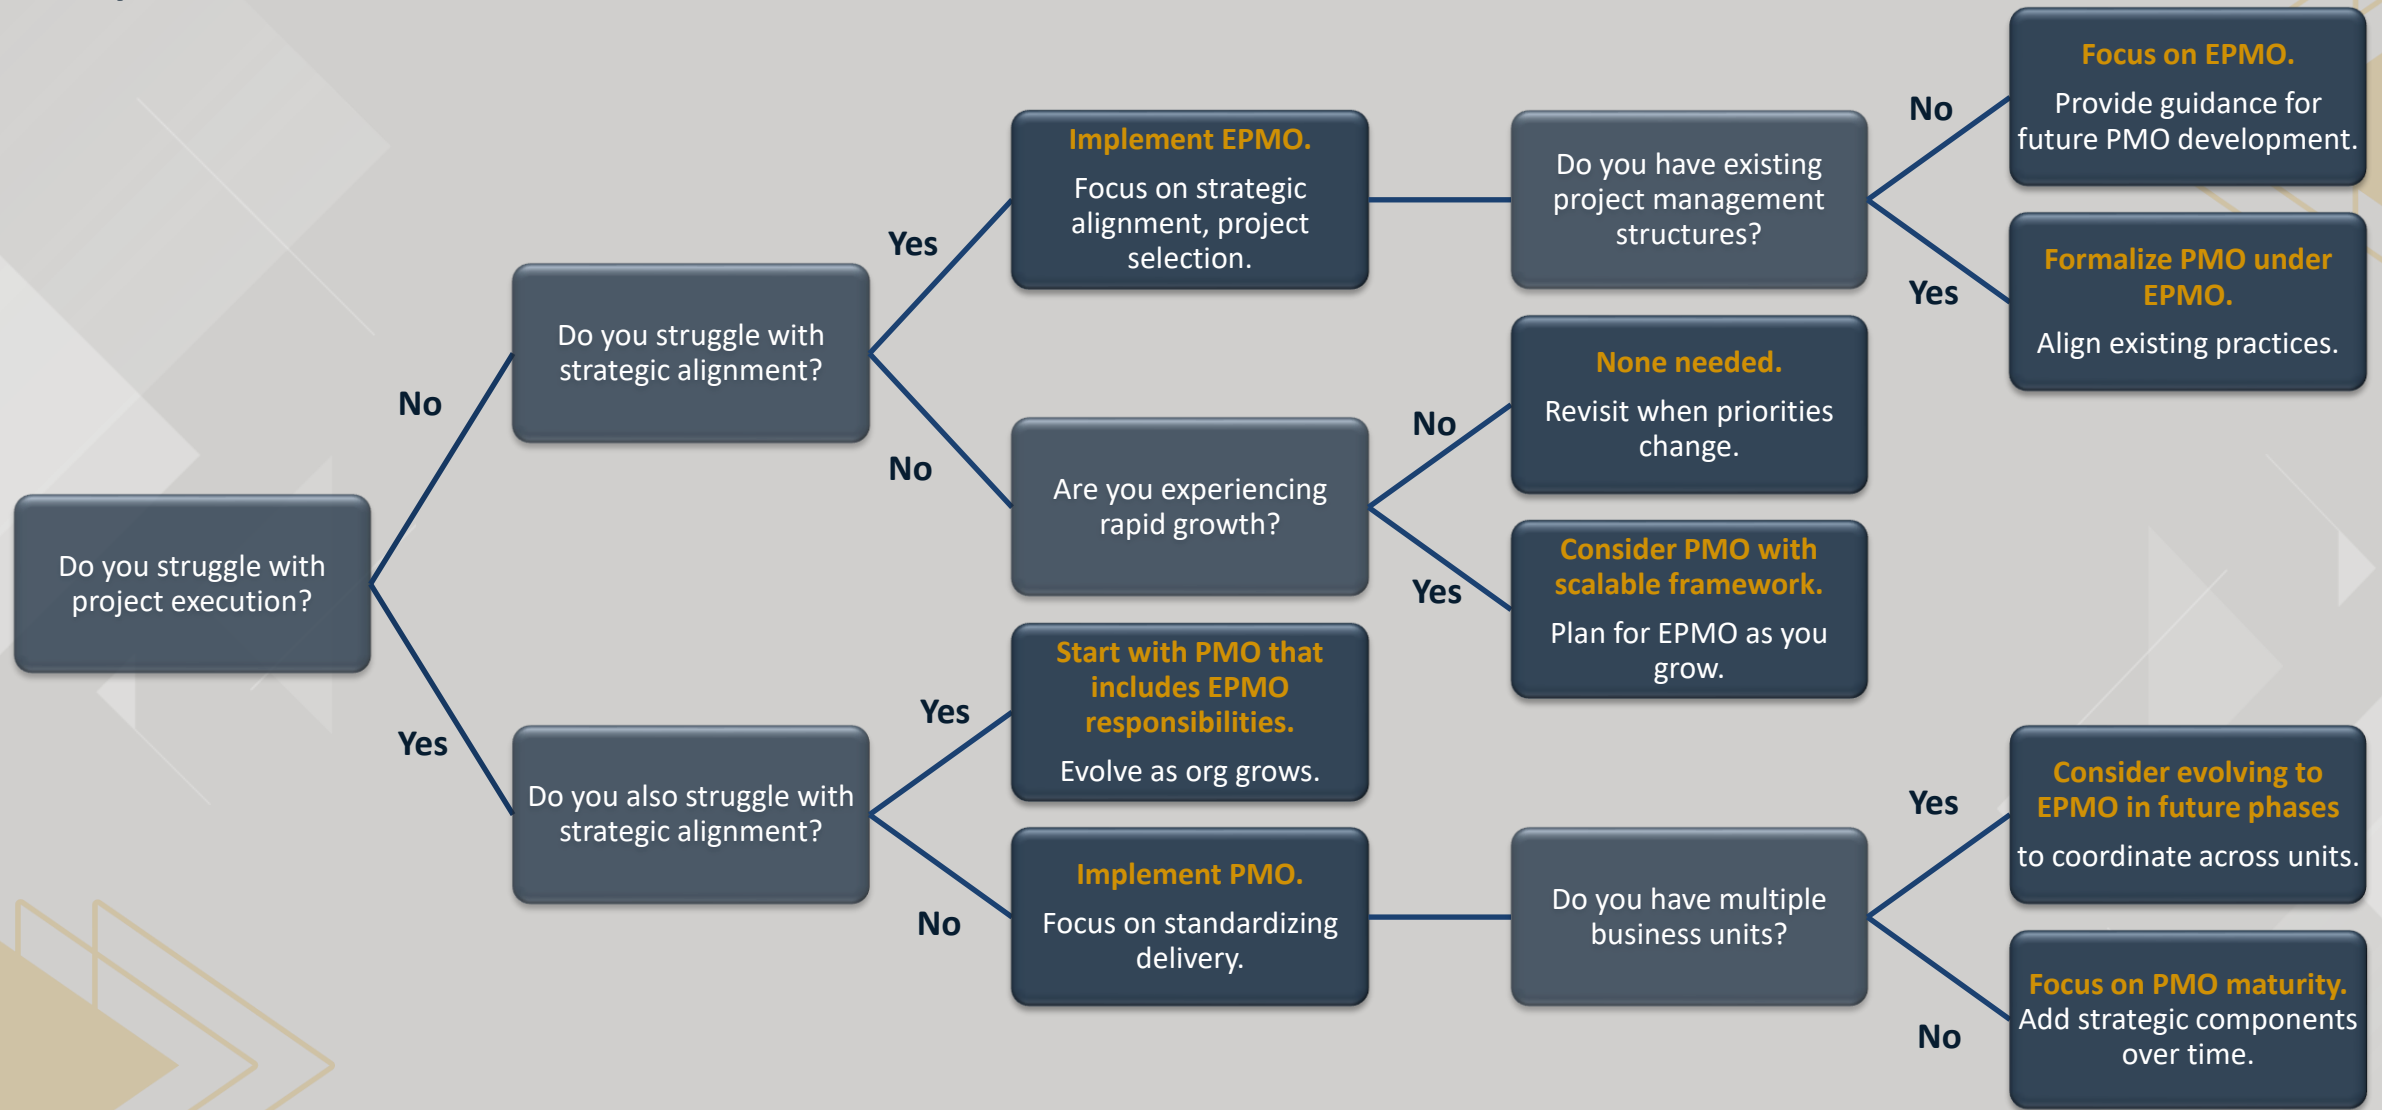 Do you struggle with
project execution?
No
Yes
Do you struggle with
strategic alignment?
Yes
No
Do you also struggle with
strategic alignment?
Yes
No
Implement EPMO.
Focus on strategic
alignment, project
selection.
Are you experiencing
rapid growth?
No
Yes
Start with PMO that
includes EPMO
responsibilities.
Evolve as org grows.
Implement PMO.
Focus on standardizing
delivery.
Do you have existing
project management
structures?
No
Yes
None needed.
Revisit when priorities
change.
Consider PMO with
scalable framework.
Plan for EPMO as you
grow.
Do you have multiple
business units?
Yes
No
Focus on EPMO.
Provide guidance for
future PMO development.
Formalize PMO under
EPMO.
Align existing practices.
Consider evolving to
EPMO in future phases
to coordinate across units.
Focus on PMO maturity.
Add strategic components
over time.